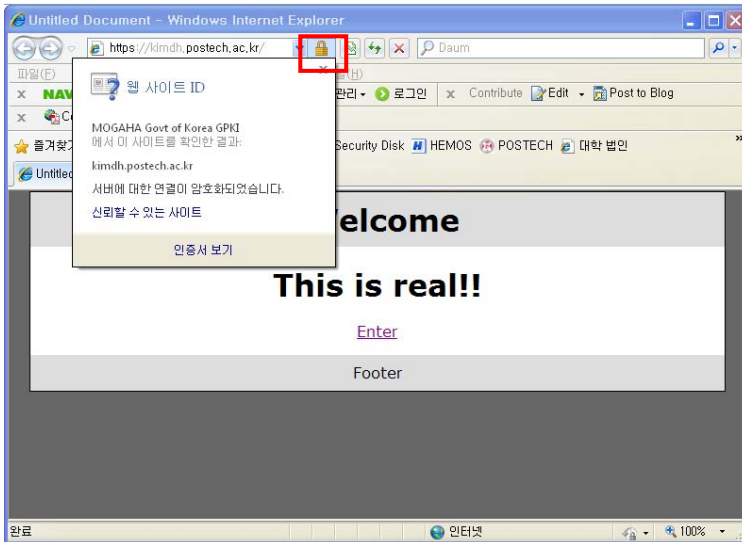 Untitled Document - Windows Internet Explorer
https://kimdh.postech.ac.kr/
Daum
파일(F)
(H)
x NAV
관리 로그인 x Contribute Edit Post to Blog
x
즐겨찾
Security Disk HEMOS POSTECH 대학 법인 »
Untitled
웹 사이트 ID
MOGAHA Govt of Korea GPKI
에서 이 사이트를 확인한 결과:
kimdh.postech.ac.kr
서버에 대한 연결이 암호화되었습니다.
신뢰할 수 있는 사이트
인증서 보기
elcome
This is real!!
Enter
Footer
완료
인터넷
100%